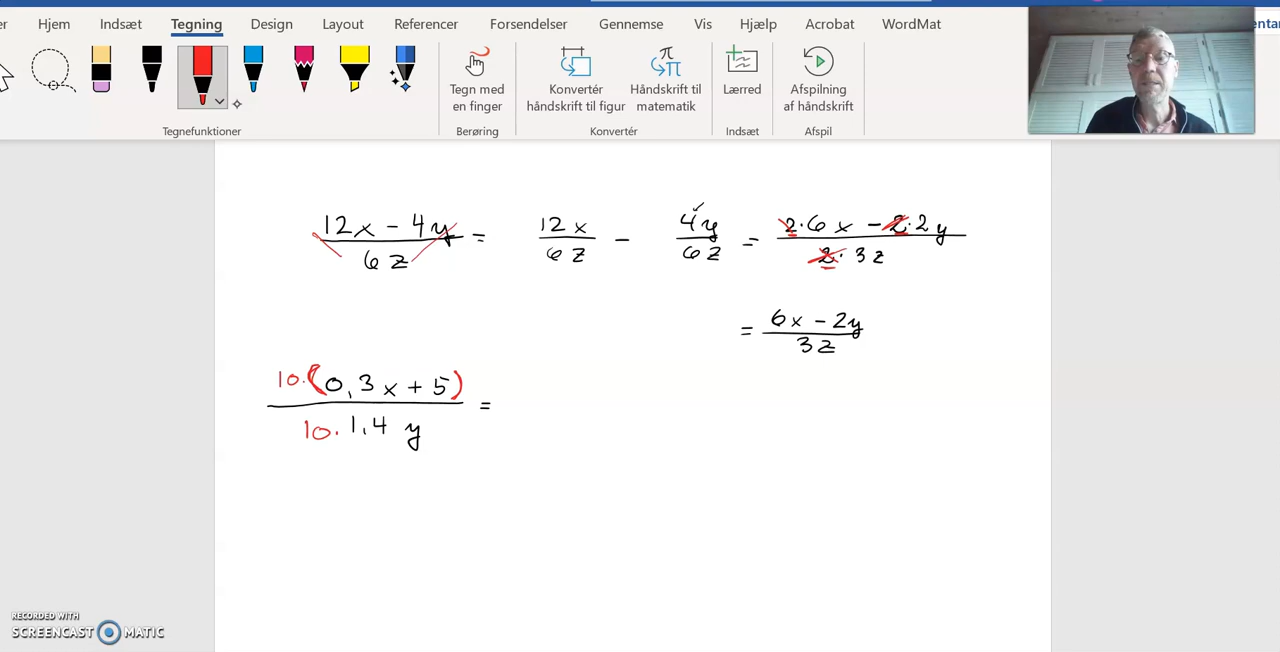 Hjem Indsæt Tegning Design Layout Referencer Forsendelser Gennemse Vis Hjælp Acrobat WordMat
Tegn med en finger
Konvertér håndskrift til figur
Håndskrift til matematik
Lærred
Afspilning af håndskrift
Tegnefunktioner Berøring Konvertér Indsæt Afspil
12x - 4y = 12x - 4y = 2·6x - 2·2y
6z 6z 6z 2·3z
= 6x - 2y
3z
10·(0,3x + 5) =
10·1,4 y
RECORDED WITH
SCREENCAST MATIC